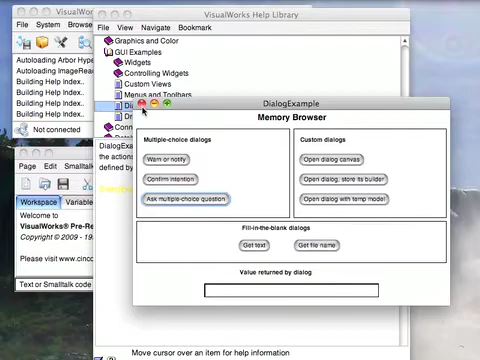 VisualWorks
VisualWorks Help Library
File System Browse
File Edit View Navigate Bookmark
Graphics and Color
GUI Examples
Widgets
Controlling Widgets
Custom Views
Menus and Toolbars
Autoloading Arbor Hype
Autoloading ImageRea
Building Help Index..
Building Help Index..
Building Help Index..
Not connected
DialogExample
Memory Browser
Multiple-choice dialogs
Custom dialogs
Warn or notify
Open dialog canvas
Confirm intention
Open dialog, store its builder
Ask multiple-choice question
Open dialog with temp model
Fill-in-the-blank dialogs
Get text
Get file name
Value returned by dialog
Page Edit Smalltalk
Workspace Variable
Welcome to
VisualWorks® Pre-Re
Copyright © 2009 - 19
Please visit www.cinc
Text or Smalltalk code
the actions
defined by
Move cursor over an item for help information